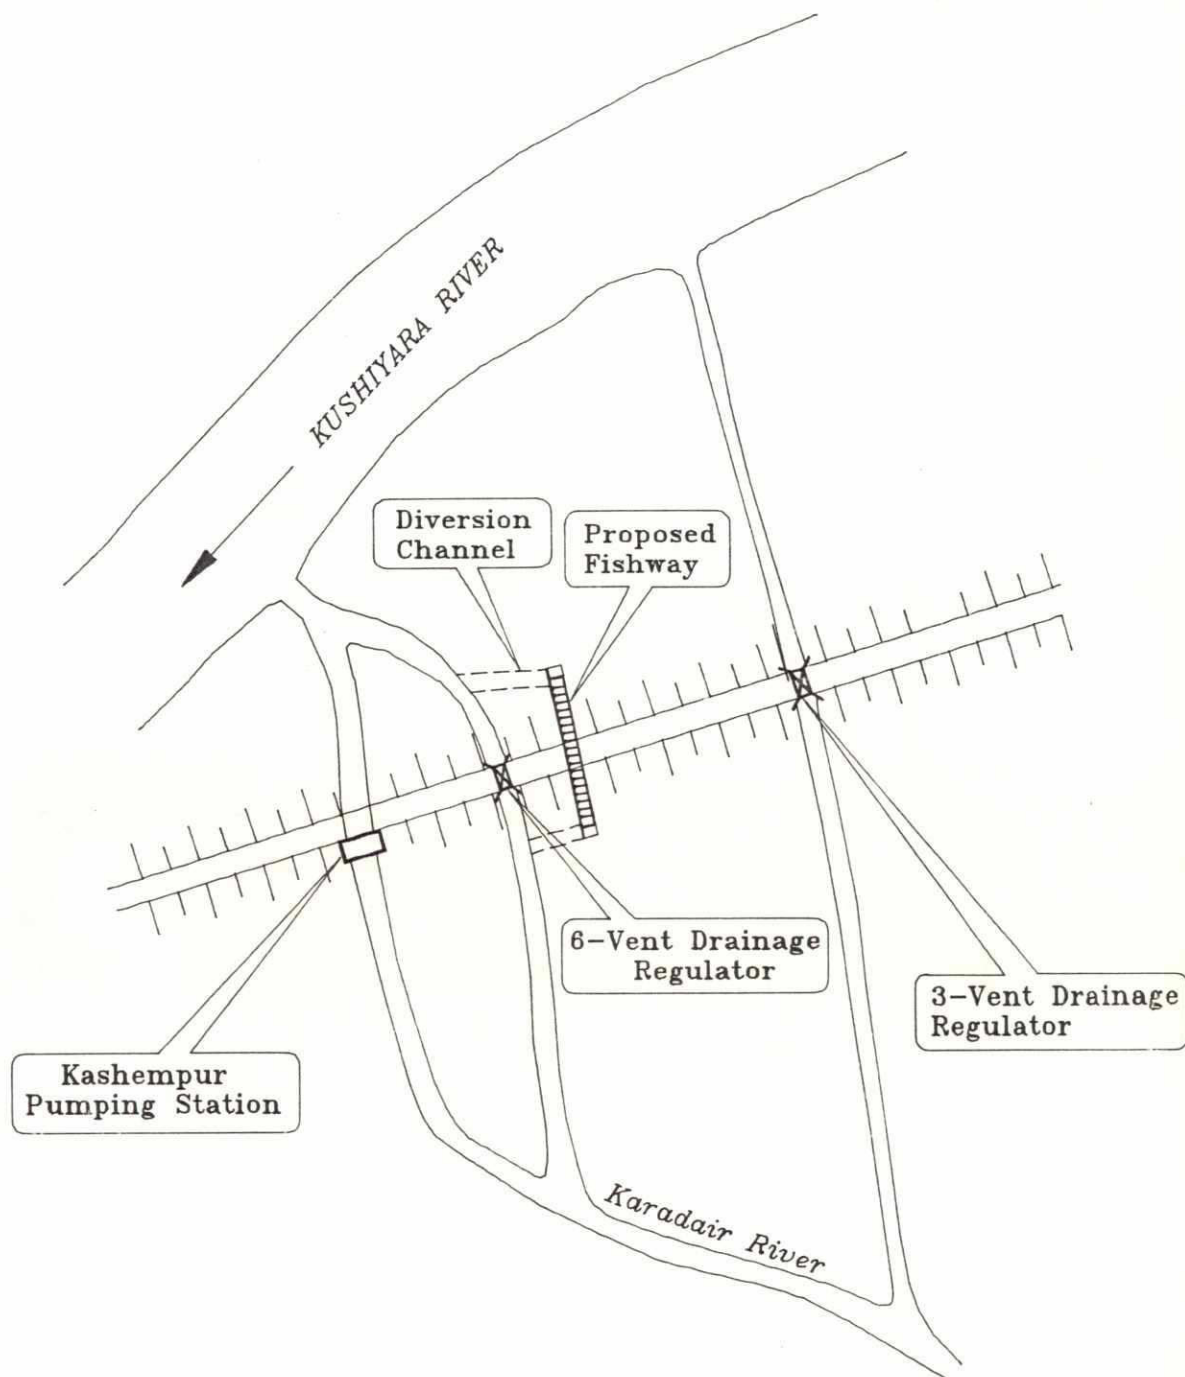 KUSHIYARA RIVER
Diversion
Channel
Proposed
Fishway
6-Vent Drainage
Regulator
3-Vent Drainage
Regulator
Kashempur
Pumping Station
Karadair River